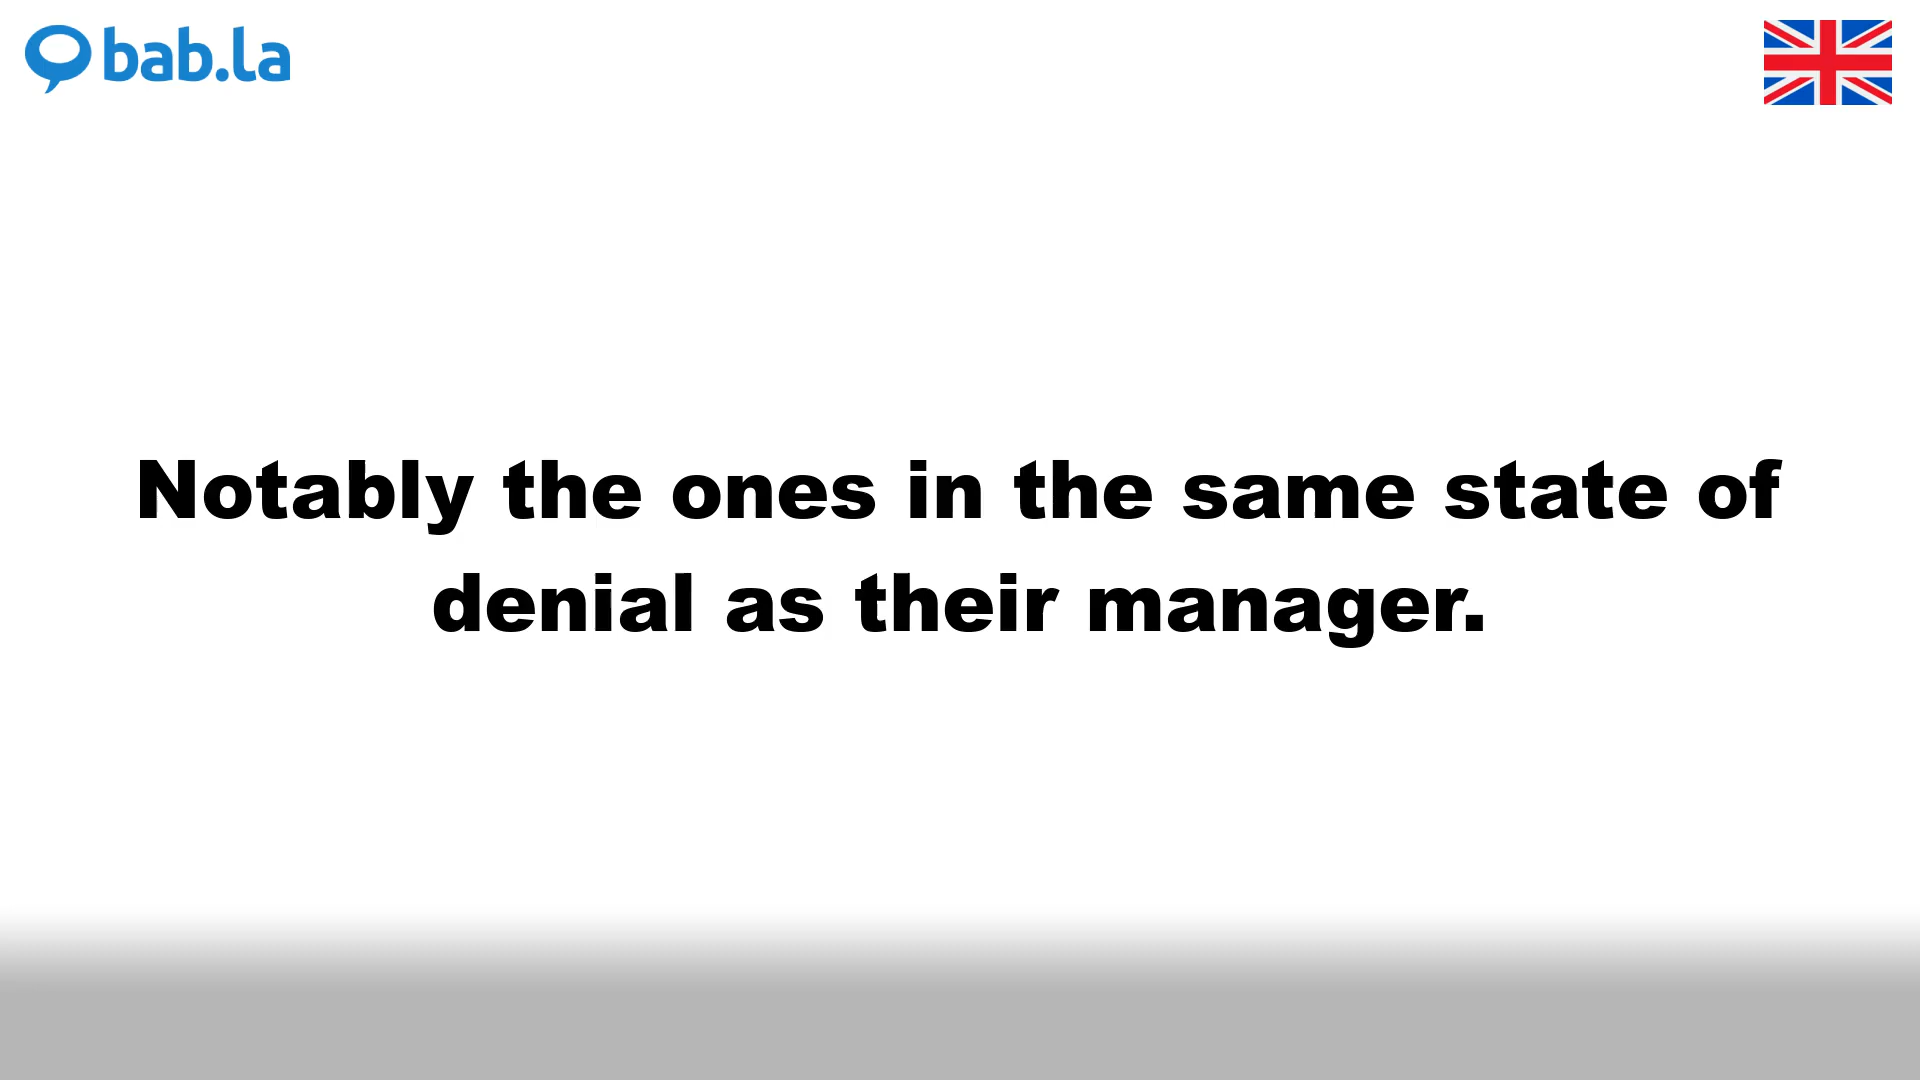 bab.la
Notably the ones in the same state of
denial as their manager.